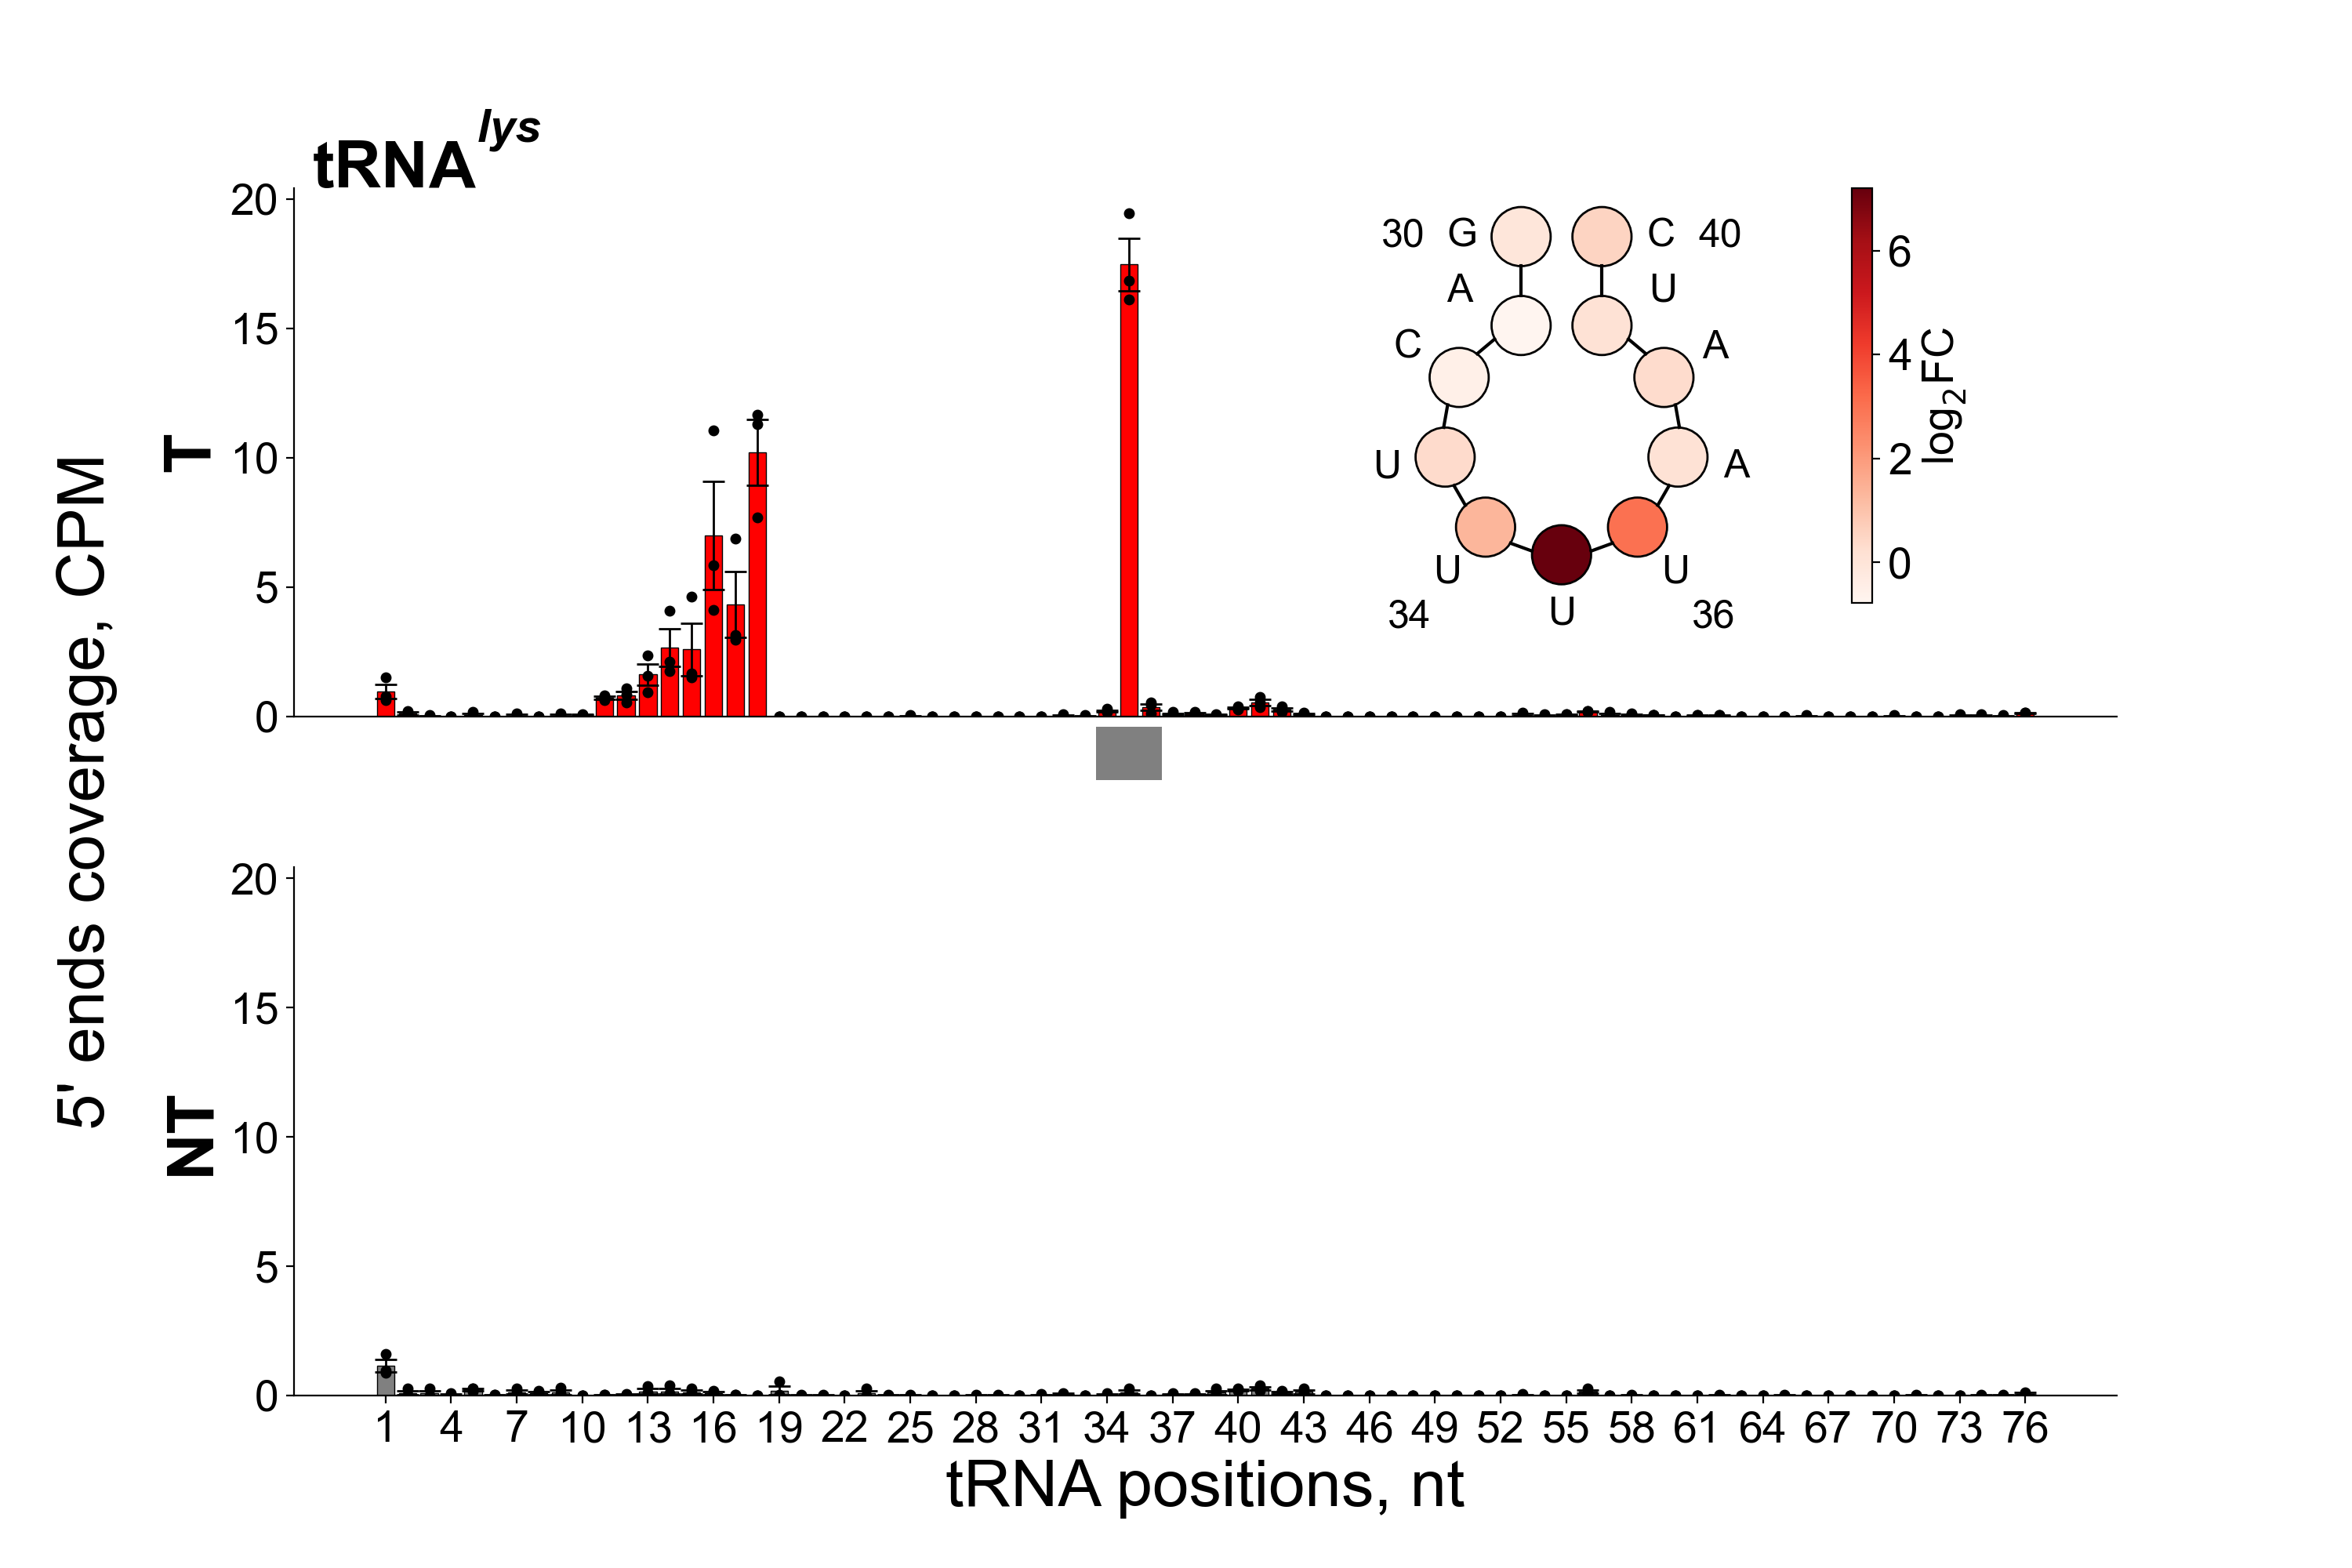 tRNA^lys
5' ends coverage, CPM
T
20
15
10
5
0
30 G C 40
A U
C A
U A
U U
34 U 36
6
4
2
0
log₂FC
NT
20
15
10
5
0
1 4 7 10 13 16 19 22 25 28 31 34 37 40 43 46 49 52 55 58 61 64 67 70 73 76
tRNA positions, nt